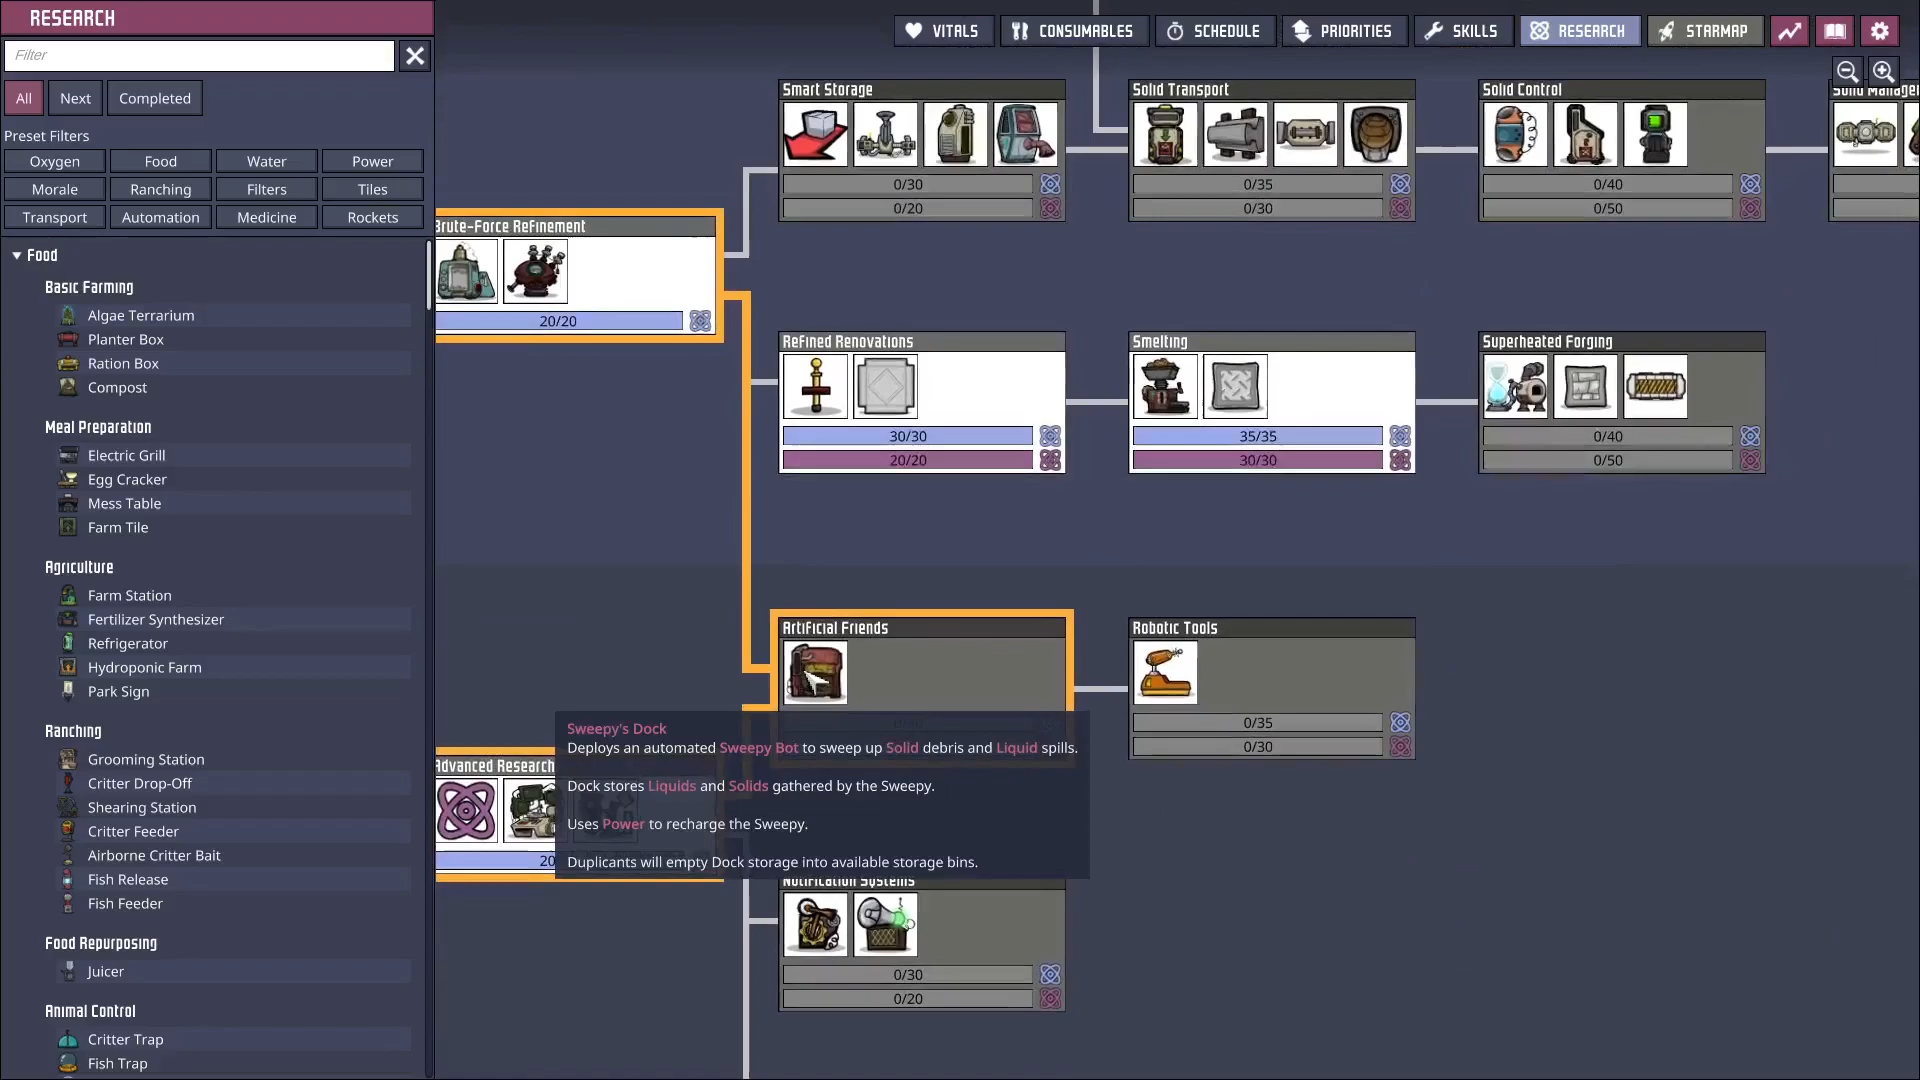 RESEARCH
Filter
All Next Completed
Preset Filters
Oxygen Food Water Power
Morale Ranching Filters Tiles
Transport Automation Medicine Rockets
Food
Basic Farming
Algae Terrarium
Planter Box
Ration Box
Compost
Meal Preparation
Electric Grill
Egg Cracker
Mess Table
Farm Tile
Agriculture
Farm Station
Fertilizer Synthesizer
Refrigerator
Hydroponic Farm
Park Sign
Ranching
Grooming Station
Critter Drop-Off
Shearing Station
Critter Feeder
Airborne Critter Bait
Fish Release
Fish Feeder
Food Repurposing
Juicer
Animal Control
Critter Trap
Fish Trap
VITALS CONSUMABLES SCHEDULE PRIORITIES SKILLS RESEARCH STARMAP
Smart Storage
0/30
0/20
Solid Transport
0/35
0/30
Solid Control
0/40
0/50
Solid
Brute-Force Refinement
20/20
Refined Renovations
30/30
20/20
Smelting
35/35
30/30
Superheated Forging
0/40
0/50
Artificial Friends
Robotic Tools
0/35
0/30
Advanced Research
20
Sweepy's Dock
Deploys an automated Sweepy Bot to sweep up Solid debris and Liquid spills.
Dock stores Liquids and Solids gathered by the Sweepy.
Uses Power to recharge the Sweepy.
Duplicants will empty Dock storage into available storage bins.
Notification Systems
0/30
0/20